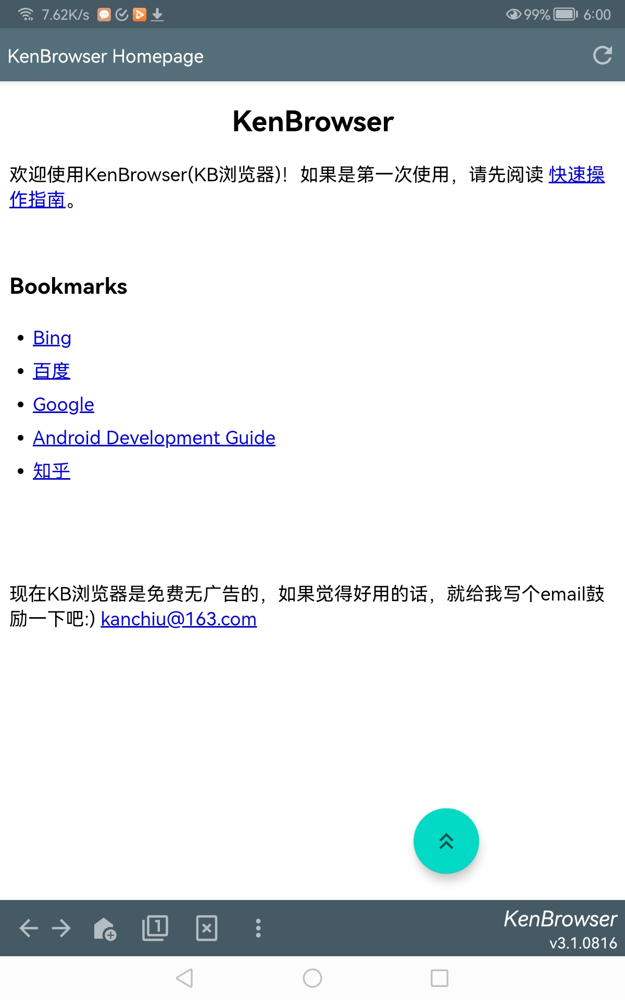 7.62K/s 99% 6:00
KenBrowser Homepage
KenBrowser
欢迎使用KenBrowser(KB浏览器)！如果是第一次使用，请先阅读 快速操
作指南。
Bookmarks
Bing
百度
Google
Android Development Guide
知乎
现在KB浏览器是免费无广告的，如果觉得好用的话，就给我写个email鼓
励一下吧:) kanchiu@163.com
1
KenBrowser
v3.1.0816